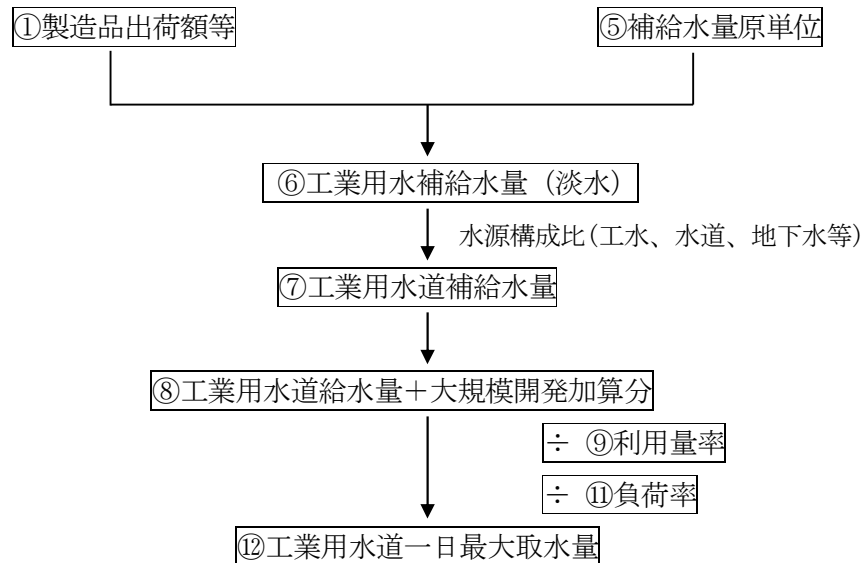 ①製造品出荷額等
⑤補給水量原単位
⑥工業用水補給水量（淡水）
水源構成比(工水、水道、地下水等)
⑦工業用水道補給水量
⑧工業用水道給水量＋大規模開発加算分
÷ ⑨利用量率
÷ ⑪負荷率
⑫工業用水道一日最大取水量